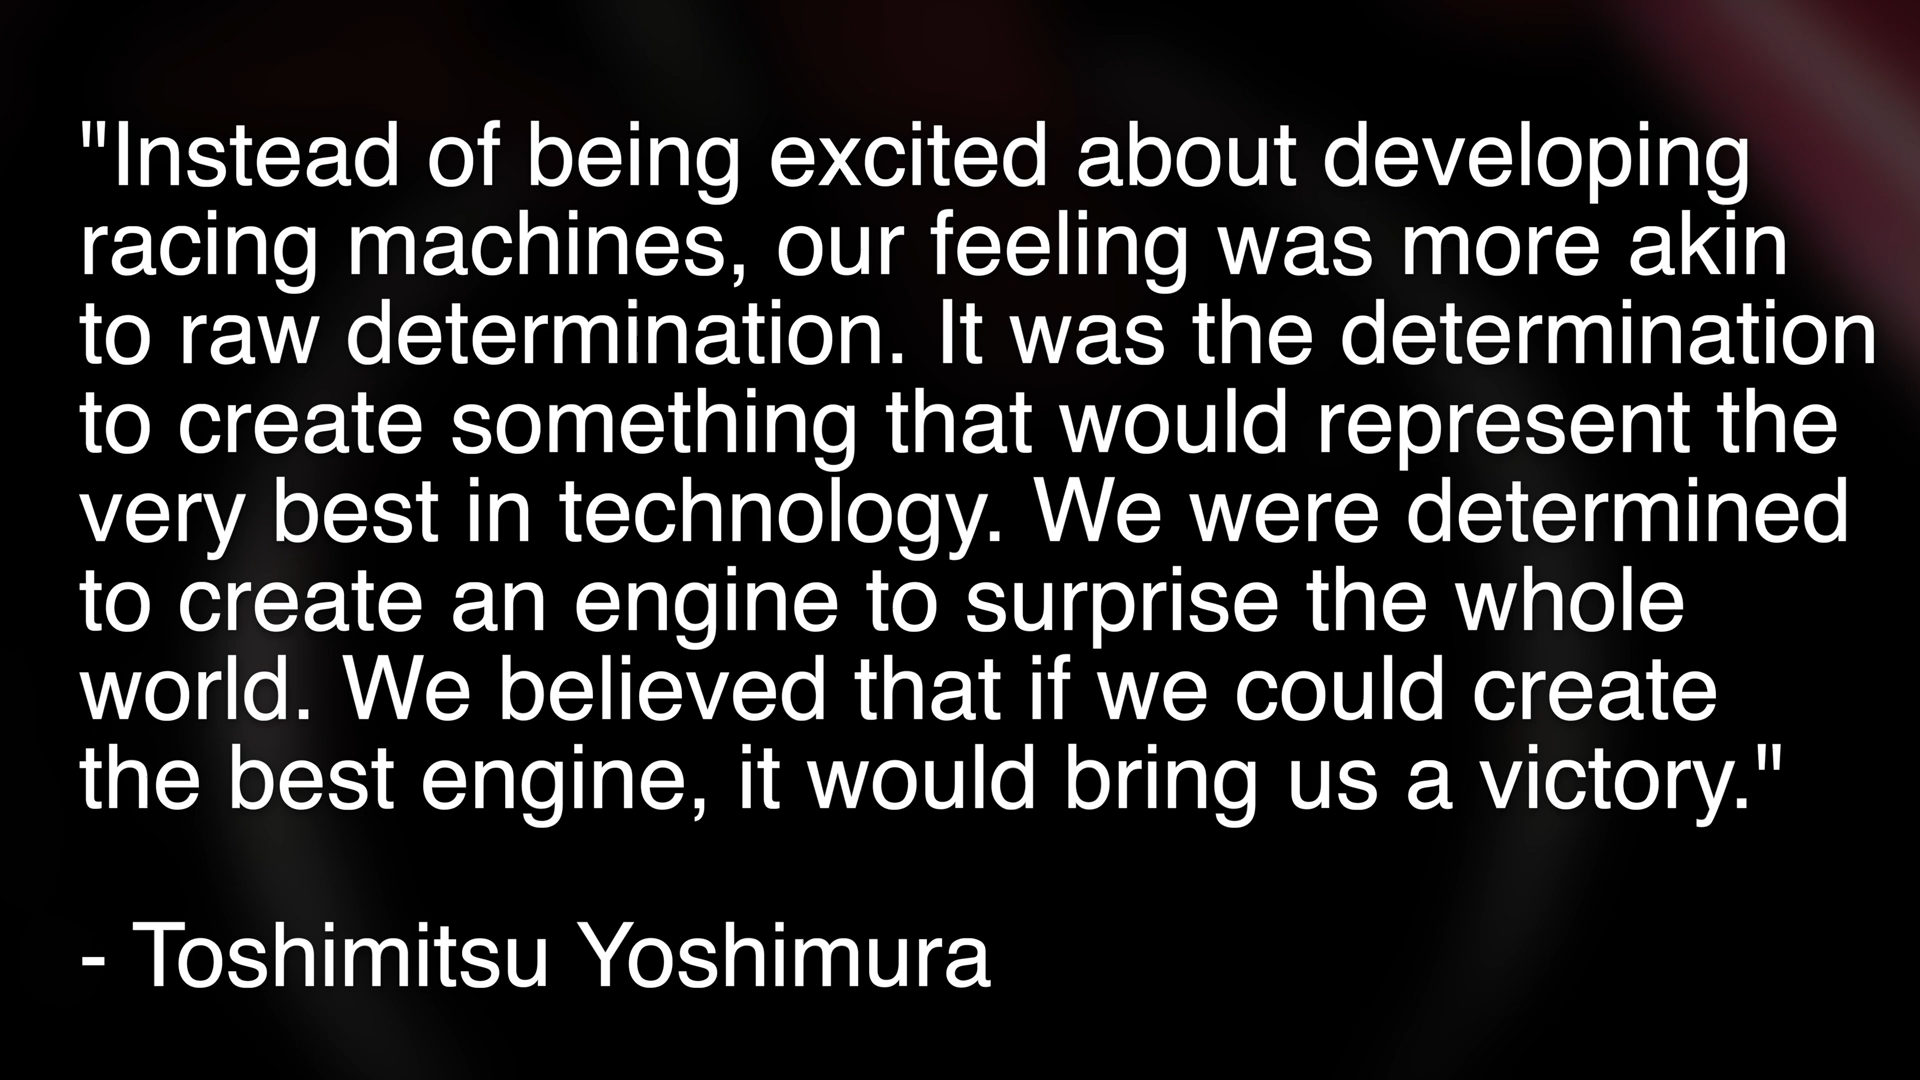 "Instead of being excited about developing
racing machines, our feeling was more akin
to raw determination. It was the determination
to create something that would represent the
very best in technology. We were determined
to create an engine to surprise the whole
world. We believed that if we could create
the best engine, it would bring us a victory."
- Toshimitsu Yoshimura